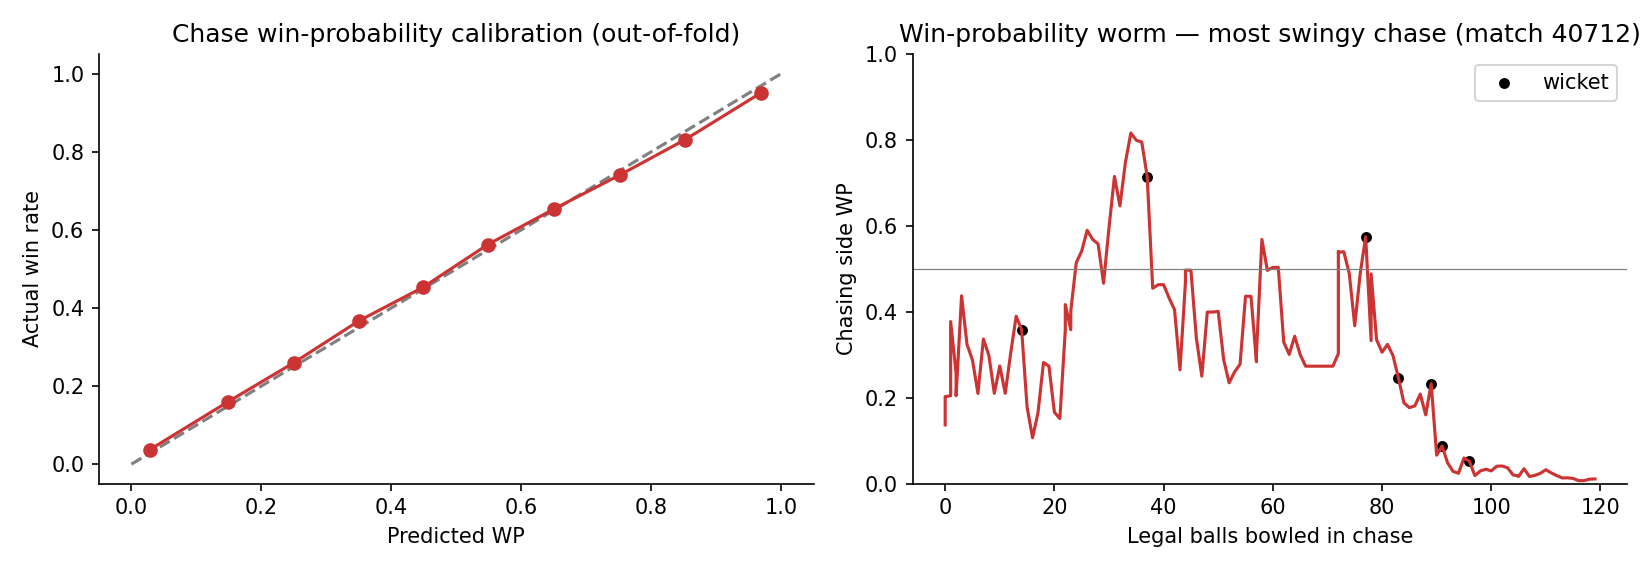 Chase win-probability calibration (out-of-fold)
1.0
0.8
0.6
0.4
0.2
0.0
Actual win rate
0.0 0.2 0.4 0.6 0.8 1.0
Predicted WP
Win-probability worm — most swingy chase (match 40712)
wicket
1.0
0.8
0.6
0.4
0.2
0.0
Chasing side WP
0 20 40 60 80 100 120
Legal balls bowled in chase